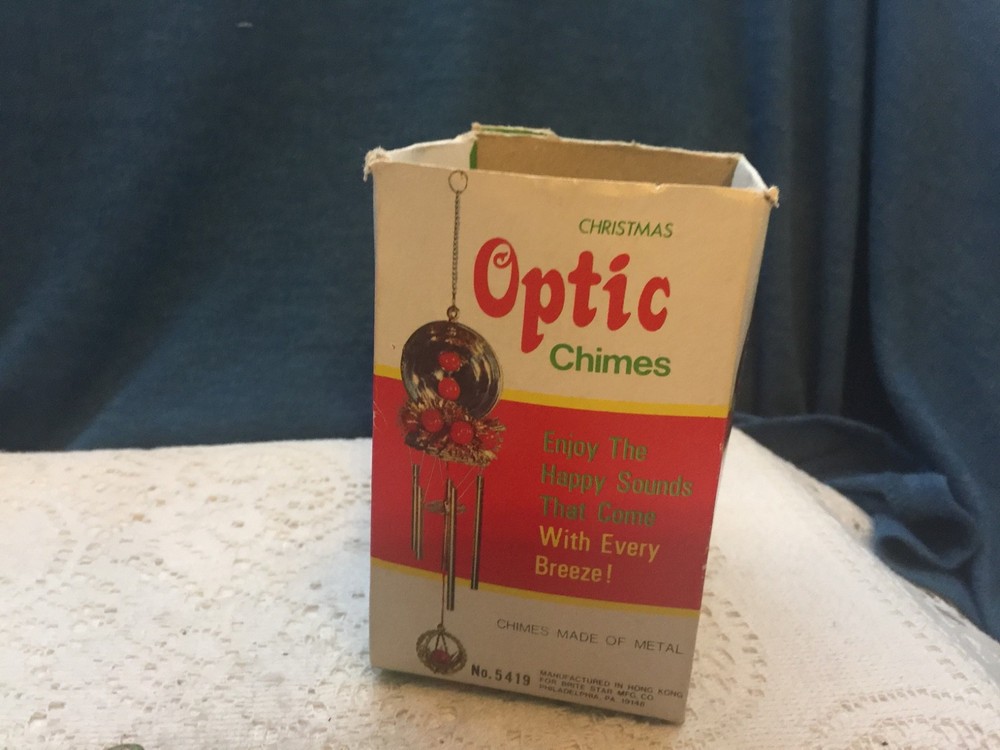 CHRISTMAS
Optic
Chimes
Enjoy The
Happy Sounds
That Come
With Every
Breeze!
CHIMES MADE OF METAL
No. 5419
MANUFACTURED IN HONG KONG
FOR BRITE STAR MFG. CO.
PHILADELPHIA, PA. 19148